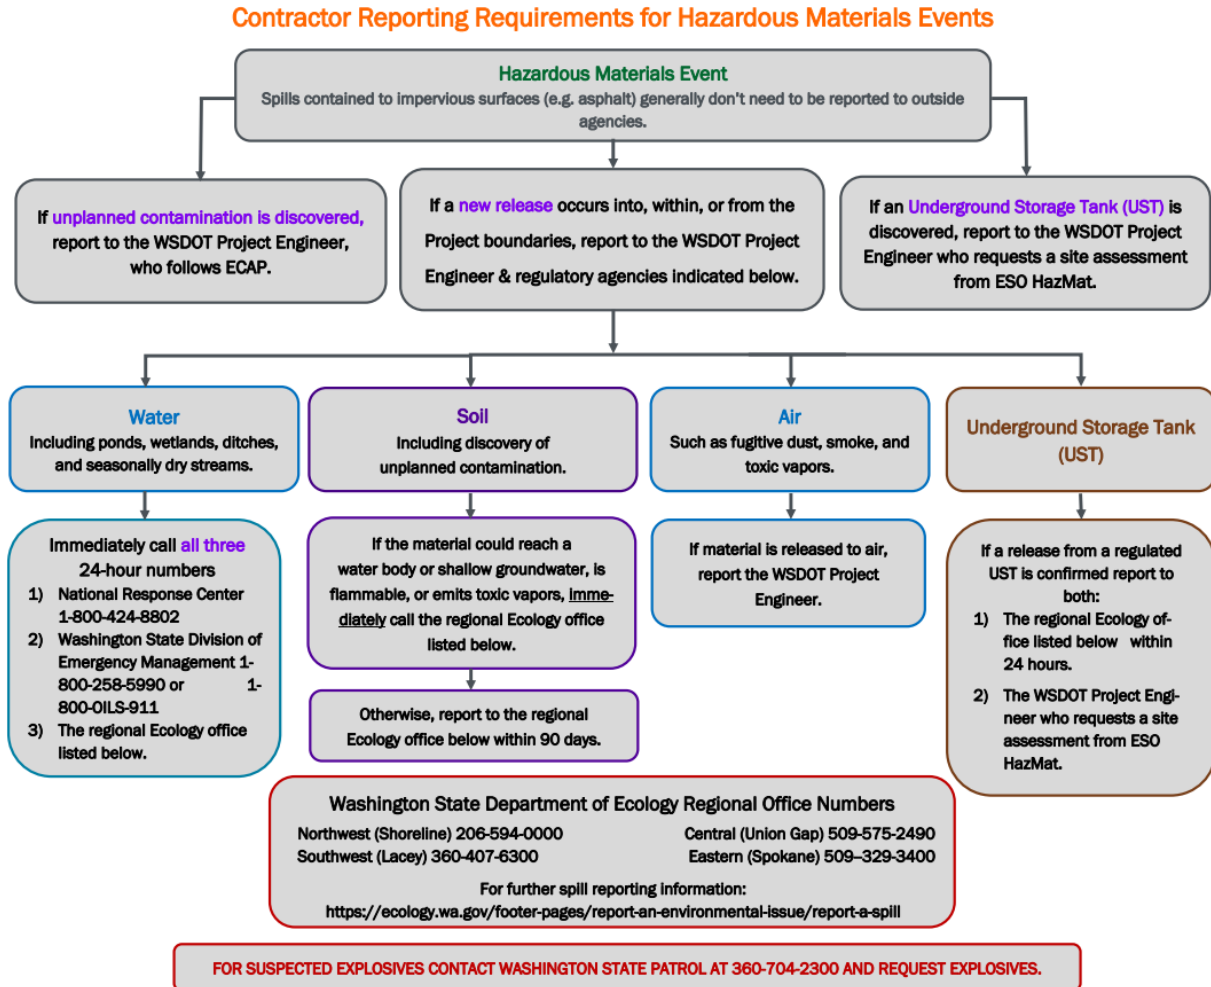 Contractor Reporting Requirements for Hazardous Materials Events
Hazardous Materials Event
Spills contained to impervious surfaces (e.g. asphalt) generally don't need to be reported to outside
agencies.
If unplanned contamination is discovered,
report to the WSDOT Project Engineer,
who follows ECAP.
If a new release occurs into, within, or from the
Project boundaries, report to the WSDOT Project
Engineer & regulatory agencies indicated below.
If an Underground Storage Tank (UST) is
discovered, report to the WSDOT Project
Engineer who requests a site assessment
from ESO HazMat.
Water
Including ponds, wetlands, ditches,
and seasonally dry streams.
Soil
Including discovery of
unplanned contamination.
Air
Such as fugitive dust, smoke, and
toxic vapors.
Underground Storage Tank
(UST)
Immediately call all three
24-hour numbers
1) National Response Center
1-800-424-8802
2) Washington State Division of
Emergency Management 1-
800-258-5990 or 1-
800-OILS-911
3) The regional Ecology office
listed below.
If the material could reach a
water body or shallow groundwater, is
flammable, or emits toxic vapors, imme-
diately call the regional Ecology office
listed below.
Otherwise, report to the regional
Ecology office below within 90 days.
If material is released to air,
report the WSDOT Project
Engineer.
If a release from a regulated
UST is confirmed report to
both:
1) The regional Ecology of-
fice listed below within
24 hours.
2) The WSDOT Project Engi-
neer who requests a site
assessment from ESO
HazMat.
Washington State Department of Ecology Regional Office Numbers
Northwest (Shoreline) 206-594-0000 Central (Union Gap) 509-575-2490
Southwest (Lacey) 360-407-6300 Eastern (Spokane) 509–329-3400
For further spill reporting information:
https://ecology.wa.gov/footer-pages/report-an-environmental-issue/report-a-spill
FOR SUSPECTED EXPLOSIVES CONTACT WASHINGTON STATE PATROL AT 360-704-2300 AND REQUEST EXPLOSIVES.